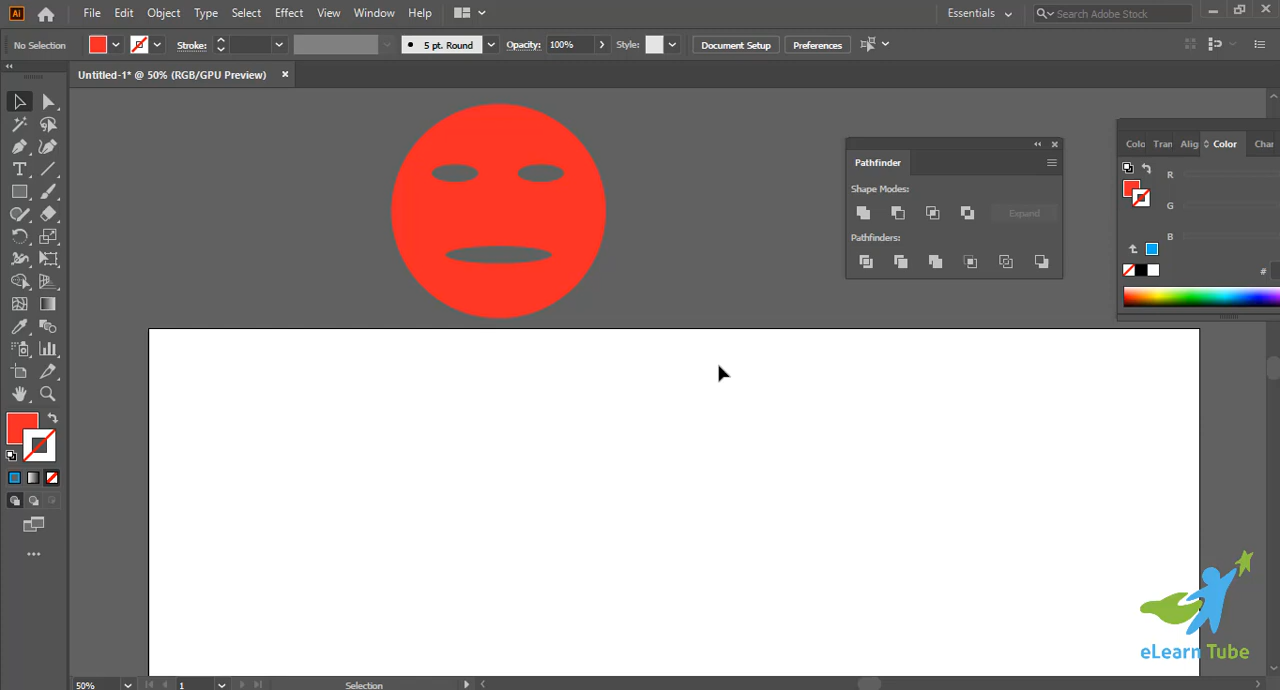 Ai File Edit Object Type Select Effect View Window Help Essentials Search Adobe Stock
No Selection Stroke: 5 pt. Round Opacity: 100% Style: Document Setup Preferences
Untitled-1* @ 50% (RGB/GPU Preview)
Colo Tran Alig Color Char
Pathfinder
Shape Modes:
Expand
Pathfinders:
R
G
B
#
eLearn Tube
50% 1 Selection